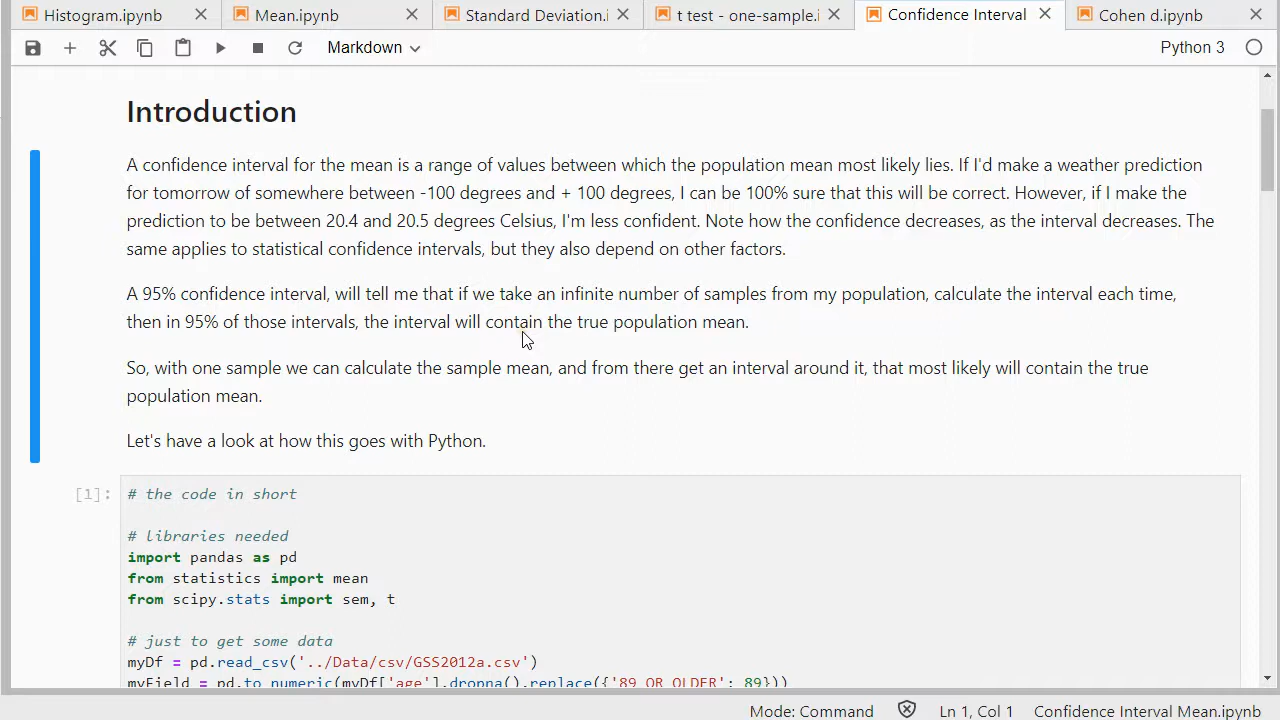 Histogram.ipynb Mean.ipynb Standard Deviation.i t test - one-sample.i Confidence Interval Cohen d.ipynb
Markdown Python 3
Introduction
A confidence interval for the mean is a range of values between which the population mean most likely lies. If I'd make a weather prediction
for tomorrow of somewhere between -100 degrees and + 100 degrees, I can be 100% sure that this will be correct. However, if I make the
prediction to be between 20.4 and 20.5 degrees Celsius, I'm less confident. Note how the confidence decreases, as the interval decreases. The
same applies to statistical confidence intervals, but they also depend on other factors.
A 95% confidence interval, will tell me that if we take an infinite number of samples from my population, calculate the interval each time,
then in 95% of those intervals, the interval will contain the true population mean.
So, with one sample we can calculate the sample mean, and from there get an interval around it, that most likely will contain the true
population mean.
Let's have a look at how this goes with Python.
[1]: # the code in short
# libraries needed
import pandas as pd
from statistics import mean
from scipy.stats import sem, t
# just to get some data
myDf = pd.read_csv('../Data/csv/GSS2012a.csv')
myField = pd.to_numeric(myDf['age'].dropna().replace({'89 OR OLDER': 89}))
Mode: Command Ln 1, Col 1 Confidence Interval Mean.ipynb